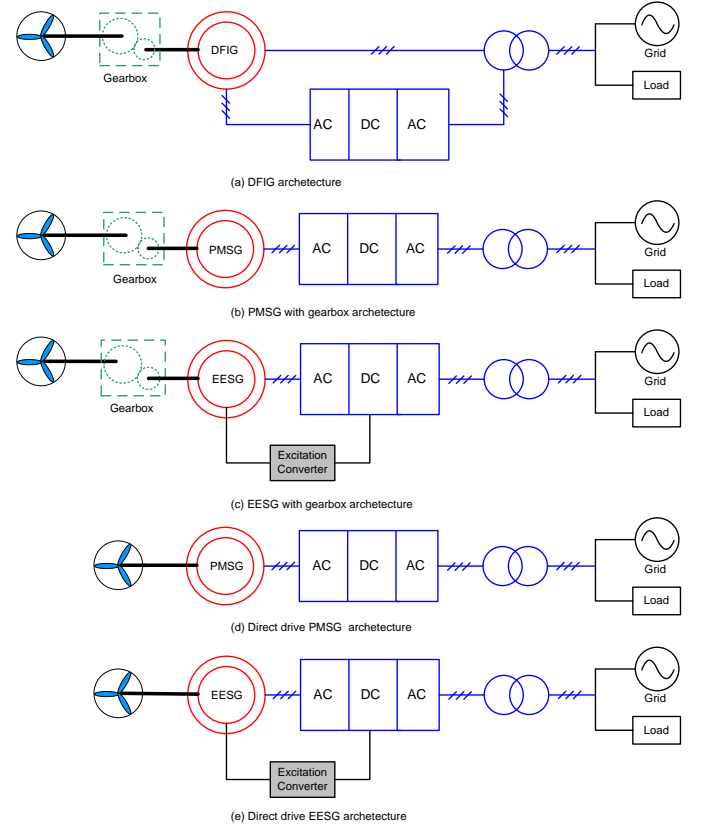 DFIG
Grid
Gearbox
Load
AC DC AC
(a) DFIG archetecture
PMSG
AC DC AC
Grid
Gearbox
Load
(b) PMSG with gearbox archetecture
EESG
AC DC AC
Grid
Gearbox
Load
Excitation
Converter
(c) EESG with gearbox archetecture
PMSG
AC DC AC
Grid
Load
(d) Direct drive PMSG archetecture
EESG
AC DC AC
Grid
Load
Excitation
Converter
(e) Direct drive EESG archetecture